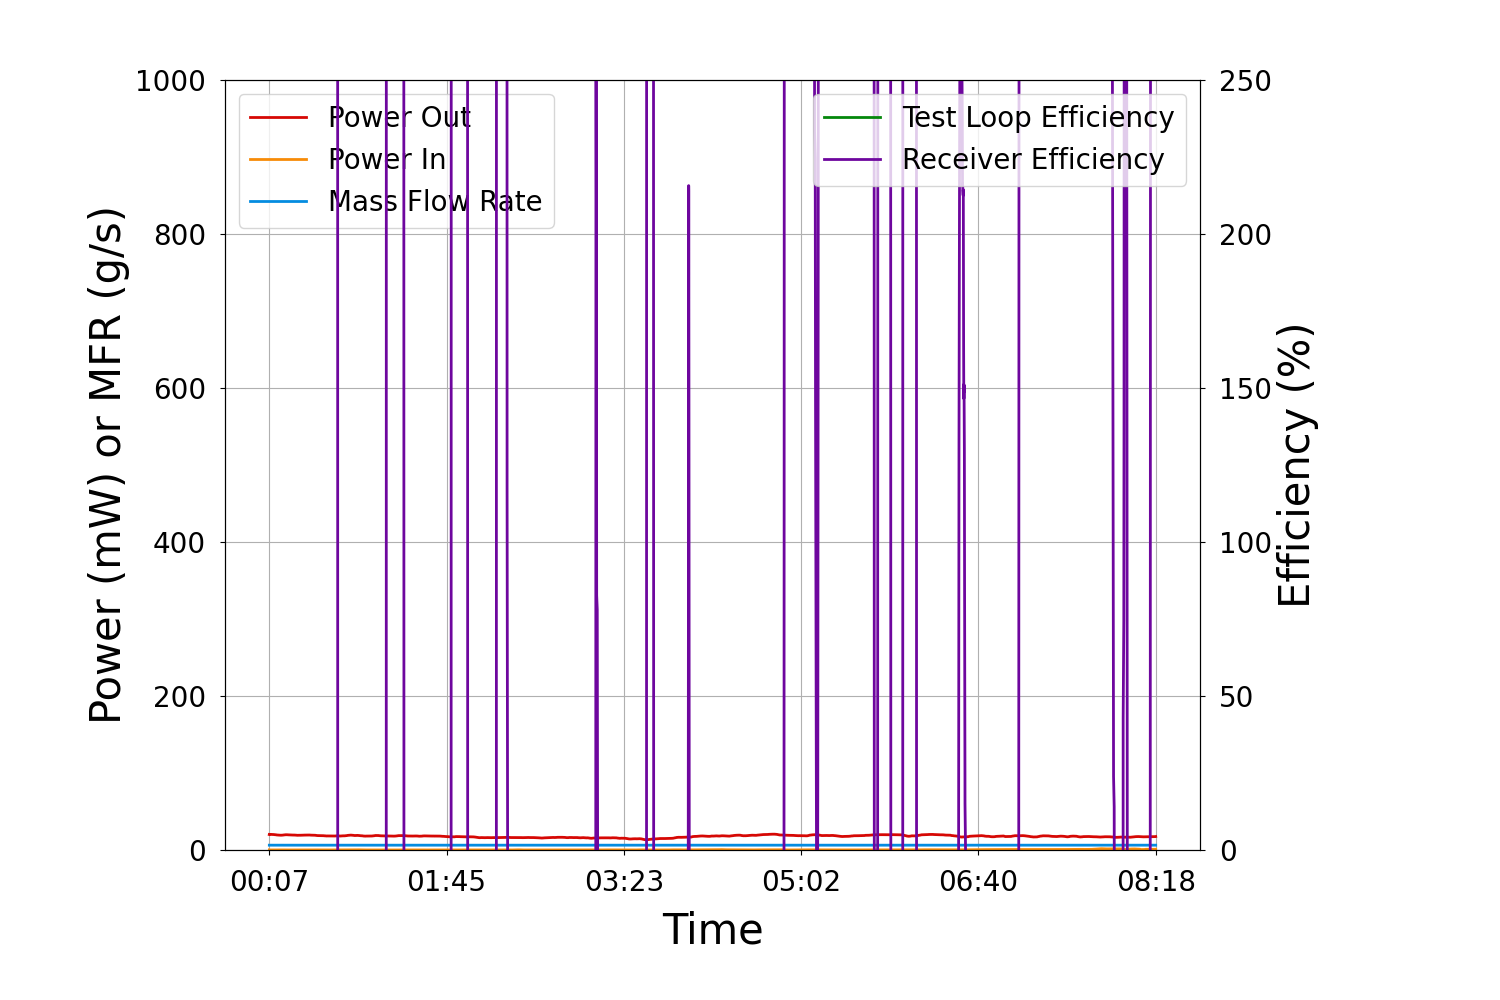 1000
800
600
400
200
0
Power (mW) or MFR (g/s)
Power Out
Power In
Mass Flow Rate
Test Loop Efficiency
Receiver Efficiency
250
200
150
100
50
0
Efficiency (%)
00:07 01:45 03:23 05:02 06:40 08:18
Time